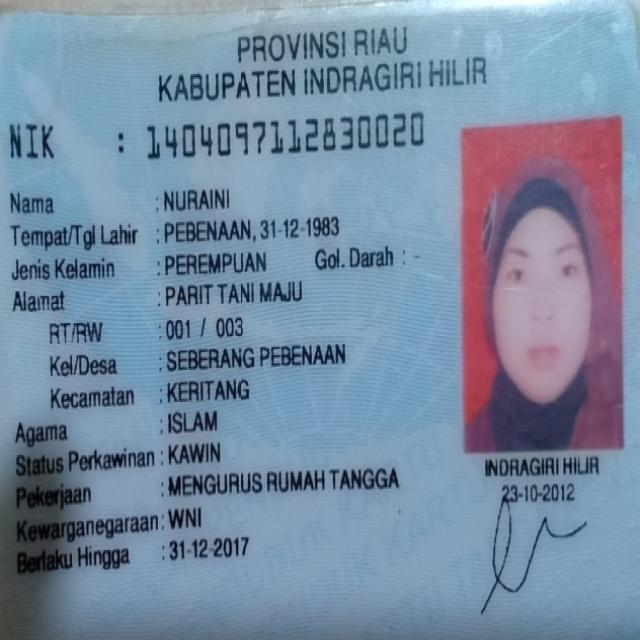 PROVINSI RIAU
KABUPATEN INDRAGIRI HILIR
NIK : 1404097112830020
Nama : NURAINI
Tempat/Tgl Lahir : PEBENAAN, 31-12-1983
Jenis Kelamin : PEREMPUAN Gol. Darah : -
Alamat : PARIT TANI MAJU
RT/RW : 001 / 003
Kel/Desa : SEBERANG PEBENAAN
Kecamatan : KERITANG
Agama : ISLAM
Status Perkawinan : KAWIN
Pekerjaan : MENGURUS RUMAH TANGGA
Kewarganegaraan : WNI
Berlaku Hingga : 31-12-2017
INDRAGIRI HILIR
23-10-2012